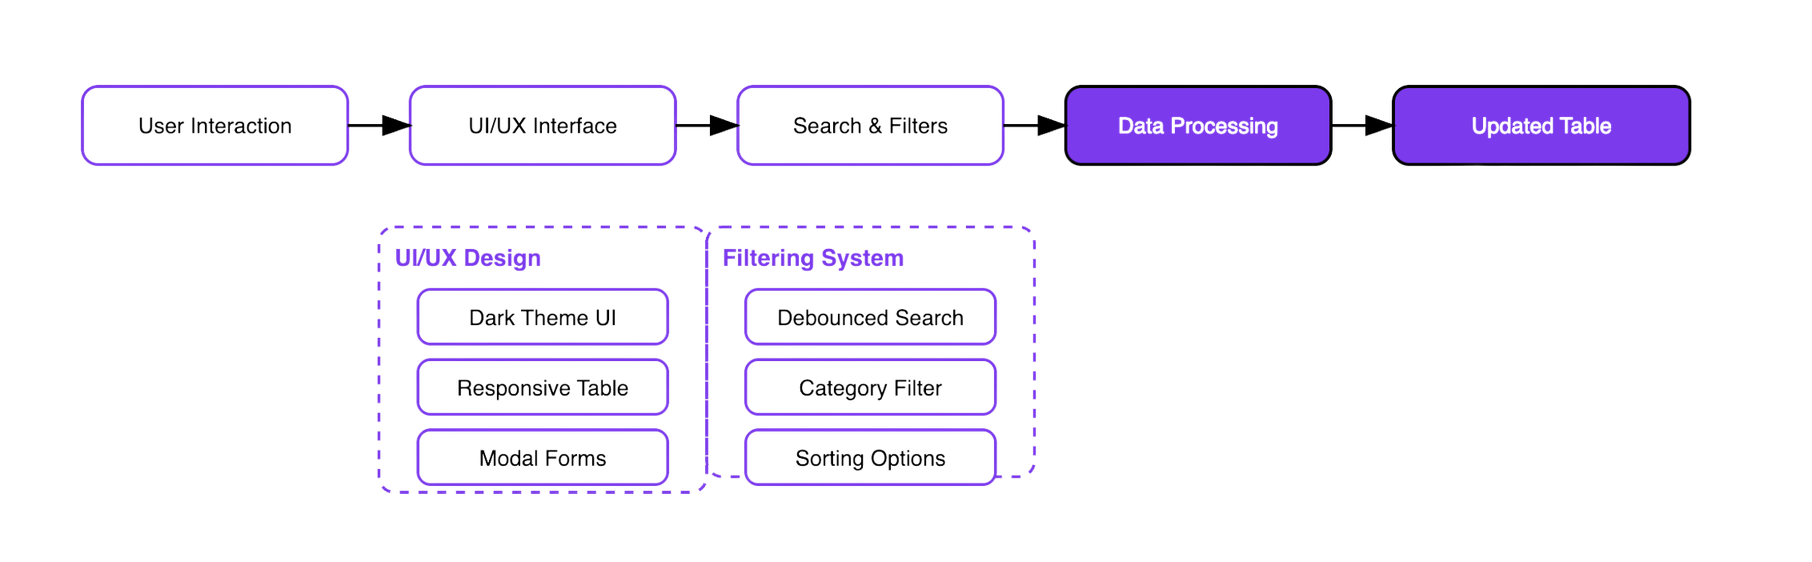 User Interaction
UI/UX Interface
Search & Filters
Data Processing
Updated Table
UI/UX Design
Dark Theme UI
Responsive Table
Modal Forms
Filtering System
Debounced Search
Category Filter
Sorting Options